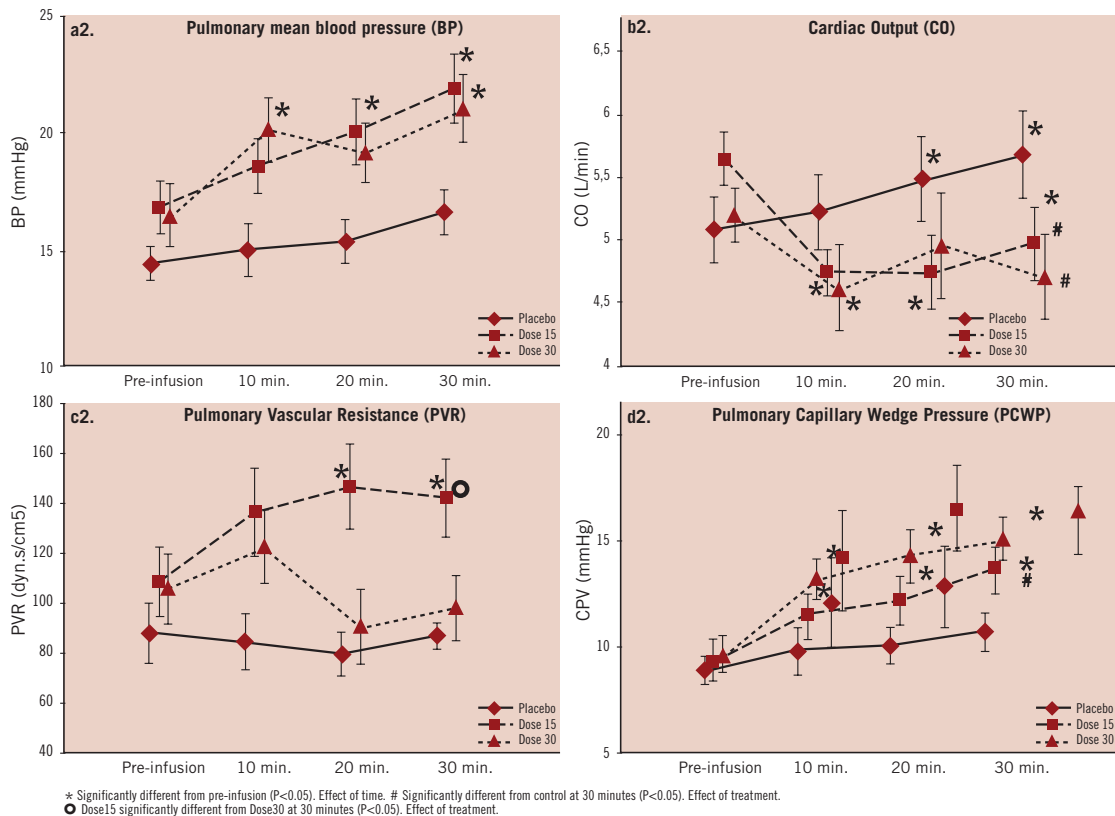 a2.
Pulmonary mean blood pressure (BP)
BP (mmHg)
25
20
15
10
*
*
*
*
Placebo
Dose 15
Dose 30
Pre-infusion 10 min. 20 min. 30 min.
b2.
Cardiac Output (CO)
CO (L/min)
6,5
6
5,5
5
4,5
4
*
*
*
#
*
*
*
#
Placebo
Dose 15
Dose 30
Pre-infusion 10 min. 20 min. 30 min.
c2.
Pulmonary Vascular Resistance (PVR)
PVR (dyn.s/cm5)
180
160
140
120
100
80
60
40
*
*
Placebo
Dose 15
Dose 30
Pre-infusion 10 min. 20 min. 30 min.
d2.
Pulmonary Capillary Wedge Pressure (PCWP)
CPV (mmHg)
20
15
10
5
*
*
*
*
*
*
#
Placebo
Dose 15
Dose 30
Pre-infusion 10 min. 20 min. 30 min.
* Significantly different from pre-infusion (P<0.05). Effect of time. # Significantly different from control at 30 minutes (P<0.05). Effect of treatment.
Dose15 significantly different from Dose30 at 30 minutes (P<0.05). Effect of treatment.